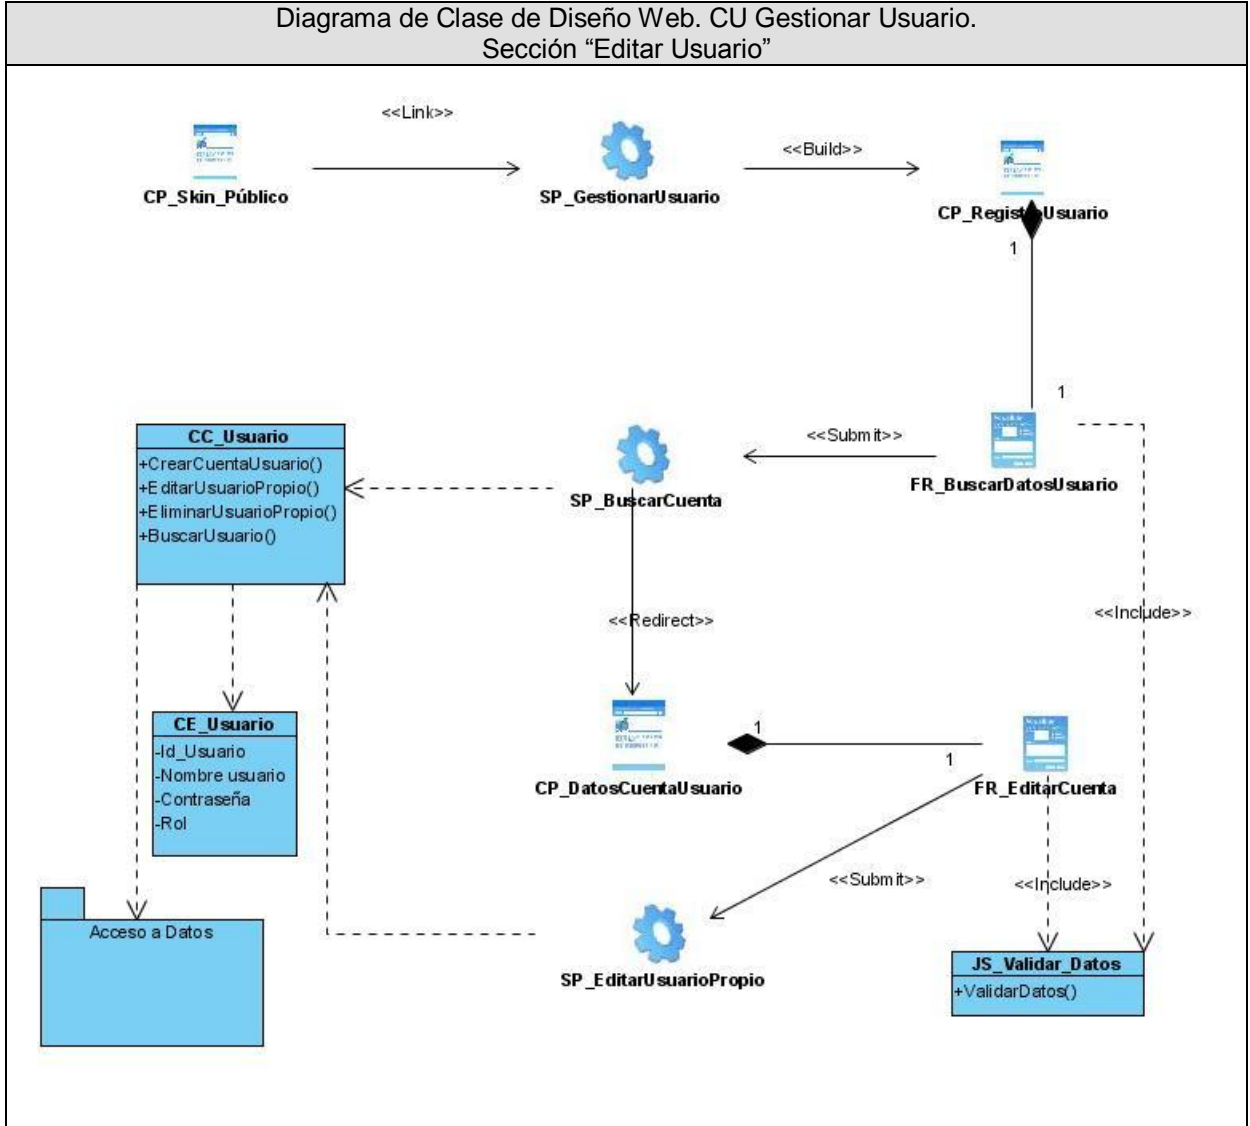 Diagrama de Clase de Diseño Web. CU Gestionar Usuario.
Sección “Editar Usuario”
<<Link>>
<<Build>>
CP_Skin_Público
SP_GestionarUsuario
CP_RegistroUsuario
1
1
CC_Usuario
+CrearCuentaUsuario()
+EditarUsuarioPropio()
+EliminarUsuarioPropio()
+BuscarUsuario()
<<Submit>>
SP_BuscarCuenta
FR_BuscarDatosUsuario
<<Redirect>>
<<Include>>
CE_Usuario
-Id_Usuario
-Nombre usuario
-Contraseña
-Rol
1
1
CP_DatosCuentaUsuario
FR_EditarCuenta
<<Submit>>
<<Include>>
Acceso a Datos
SP_EditarUsuarioPropio
JS_Validar_Datos
+ValidarDatos()